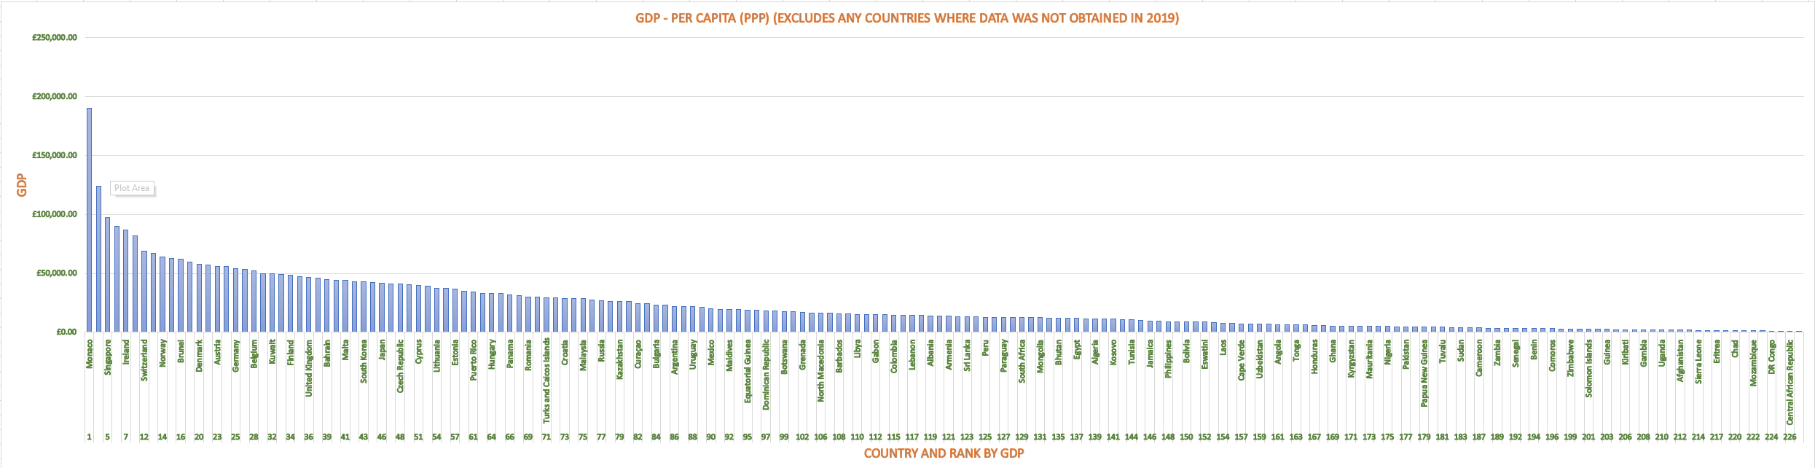 GDP - PER CAPITA (PPP) (EXCLUDES ANY COUNTRIES WHERE DATA WAS NOT OBTAINED IN 2019)
£250,000.00
£200,000.00
£150,000.00
£100,000.00
£50,000.00
£0.00
GDP
Plot Area
Monaco
Singapore
Ireland
Switzerland
Norway
Brunei
Denmark
Austria
Germany
Belgium
Kuwait
Finland
United Kingdom
Bahrain
Malta
South Korea
Japan
Czech Republic
Cyprus
Lithuania
Estonia
Puerto Rico
Hungary
Panama
Romania
Turks and Caicos Islands
Croatia
Malaysia
Russia
Kazakhstan
Curaçao
Bulgaria
Argentina
Uruguay
Mexico
Maldives
Equatorial Guinea
Dominican Republic
Botswana
Grenada
North Macedonia
Barbados
Libya
Gabon
Colombia
Lebanon
Albania
Armenia
Sri Lanka
Peru
Paraguay
South Africa
Mongolia
Bhutan
Egypt
Algeria
Kosovo
Tunisia
Jamaica
Philippines
Bolivia
Eswatini
Laos
Cape Verde
Uzbekistan
Angola
Tonga
Honduras
Ghana
Kyrgyzstan
Mauritania
Nigeria
Pakistan
Papua New Guinea
Tuvalu
Sudan
Cameroon
Zambia
Senegal
Benin
Comoros
Zimbabwe
Solomon Islands
Guinea
Kiribati
Gambia
Uganda
Afghanistan
Sierra Leone
Eritrea
Chad
Mozambique
DR Congo
Central African Republic
1 5 7 12 14 16 20 23 25 28 32 34 36 39 41 43 46 48 51 54 57 61 64 66 69 71 73 75 77 79 82 84 86 88 90 92 95 97 99 102 106 108 110 112 115 117 119 121 123 125 127 129 131 135 137 139 141 144 146 148 150 152 154 157 159 161 163 167 169 171 173 175 177 179 181 183 187 189 192 194 196 199 201 203 206 208 210 212 214 217 220 222 224 226
COUNTRY AND RANK BY GDP